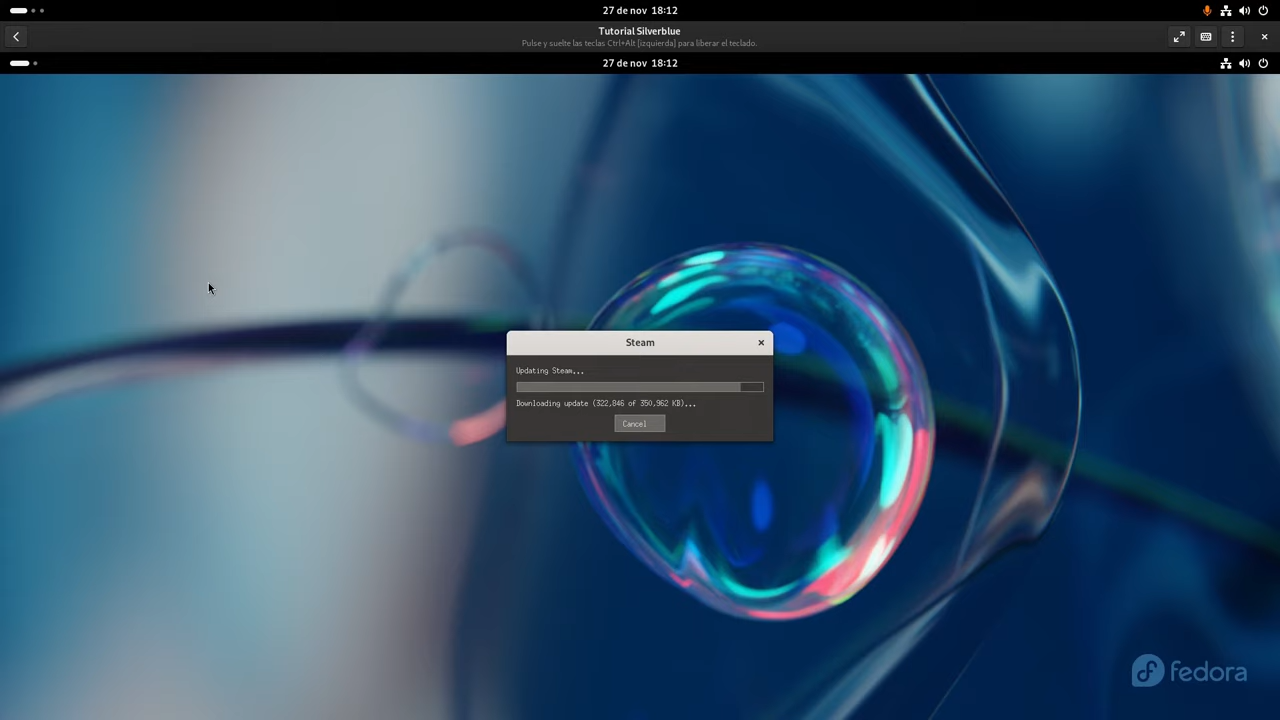 27 de nov 18:12
Tutorial Silverblue
Pulse y suelte las teclas Ctrl+Alt [izquierda] para liberar el teclado.
27 de nov 18:12
Steam
Updating Steam...
Downloading update (322,846 of 350,962 KB)...
Cancel
fedora